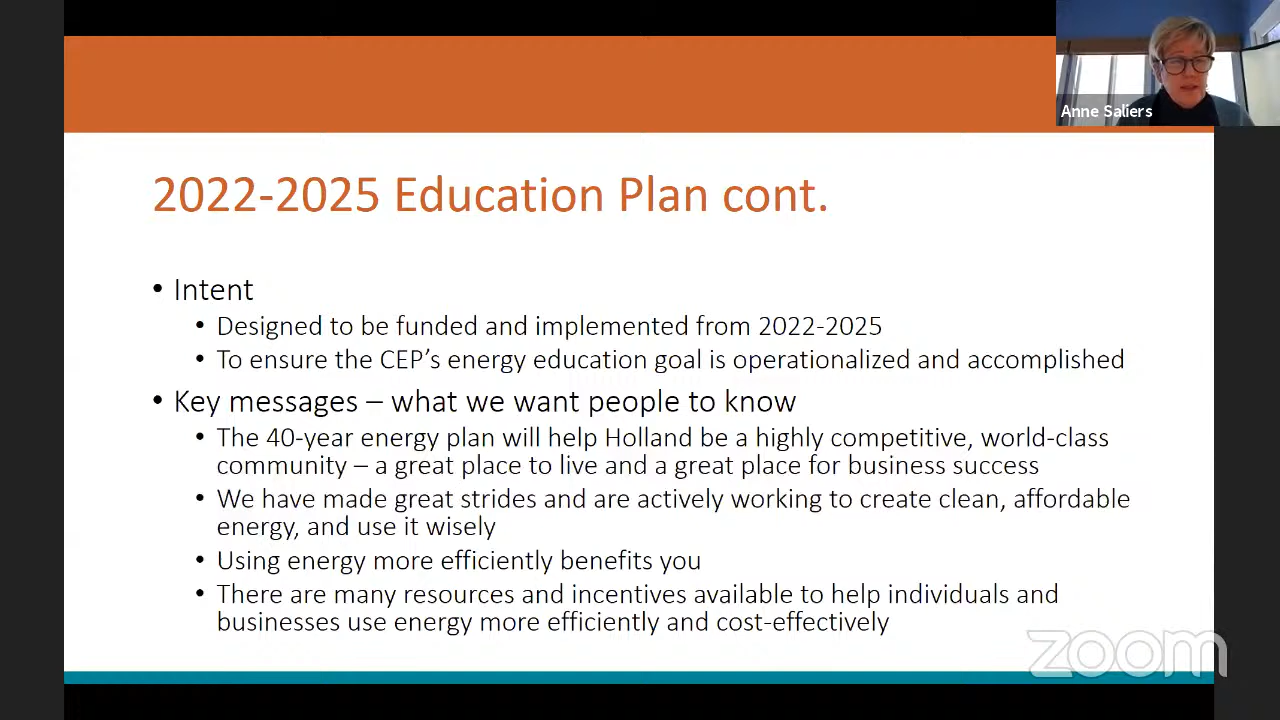 Anne Saliers
2022-2025 Education Plan cont.
• Intent
• Designed to be funded and implemented from 2022-2025
• To ensure the CEP's energy education goal is operationalized and accomplished
• Key messages – what we want people to know
• The 40-year energy plan will help Holland be a highly competitive, world-class
community – a great place to live and a great place for business success
• We have made great strides and are actively working to create clean, affordable
energy, and use it wisely
• Using energy more efficiently benefits you
• There are many resources and incentives available to help individuals and
businesses use energy more efficiently and cost-effectively
zoom